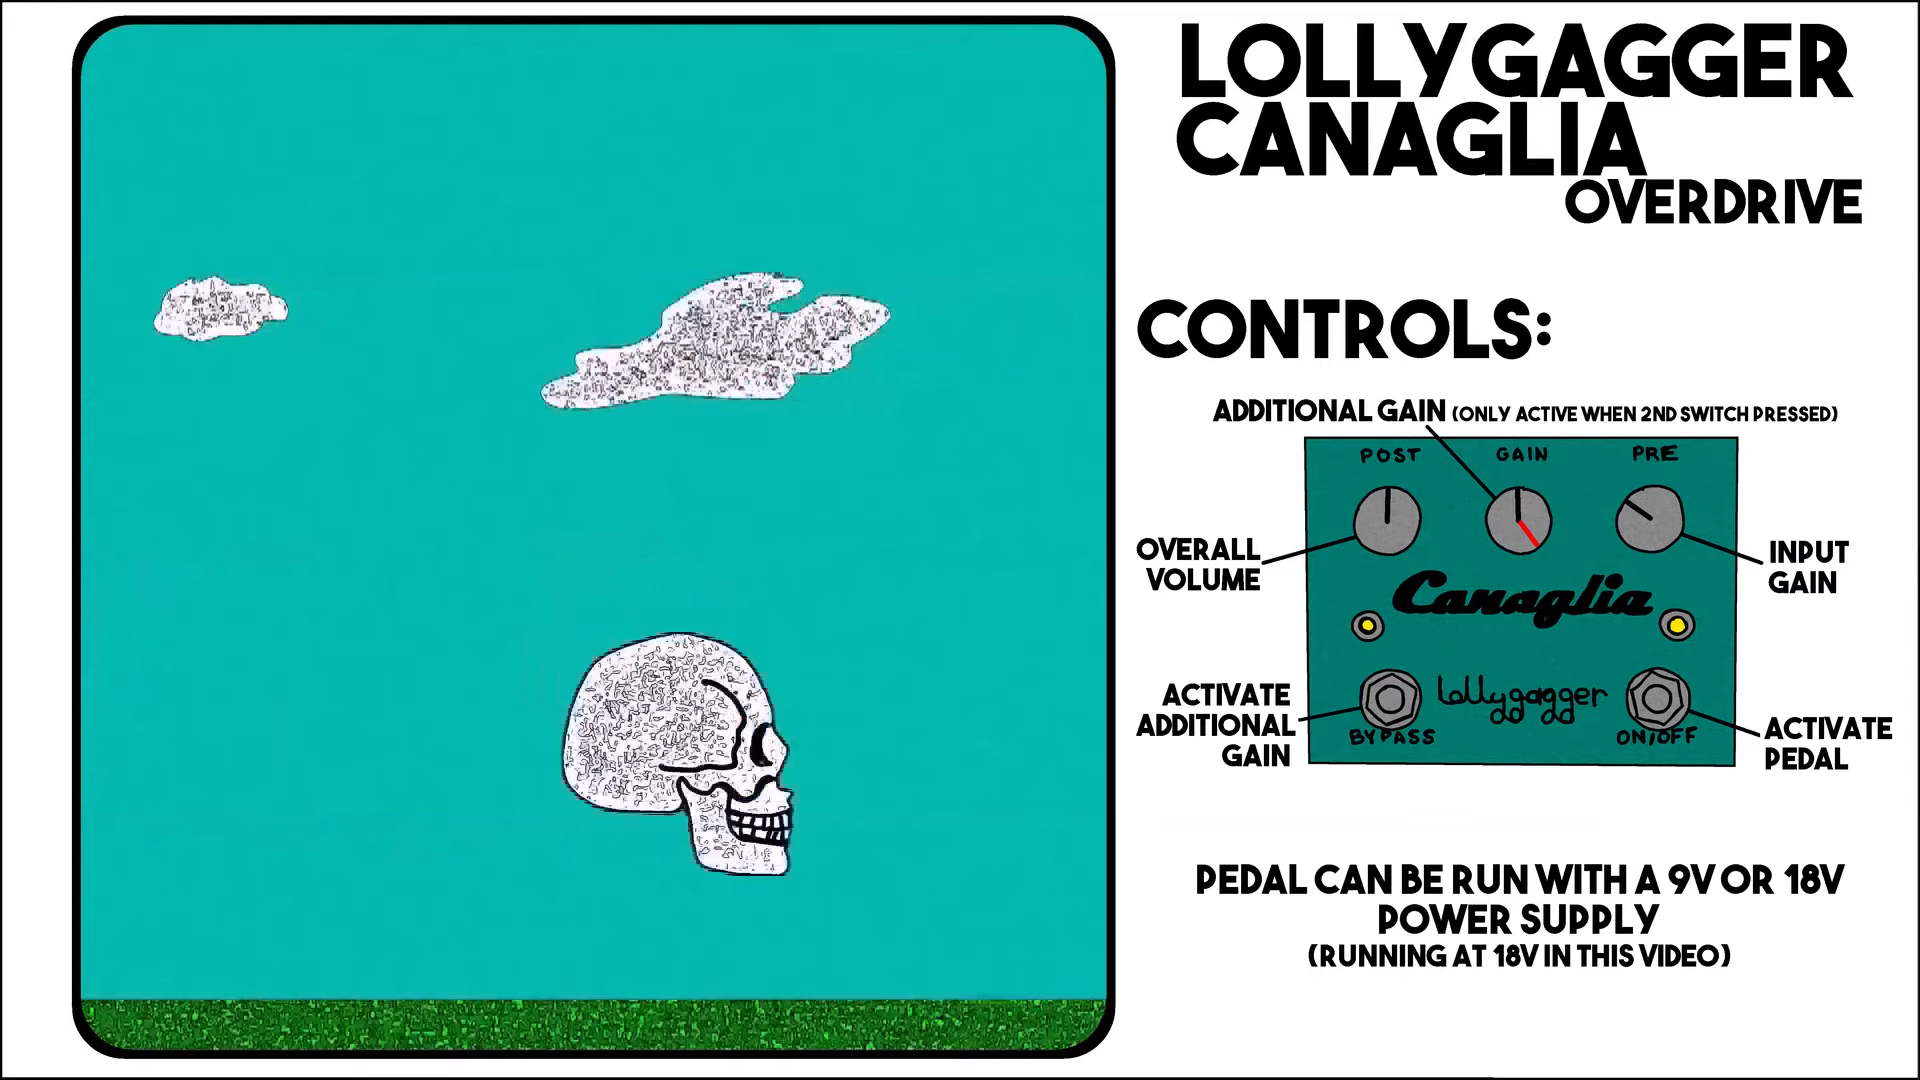 LOLLYGAGGER
CANAGLIA
OVERDRIVE
CONTROLS:
ADDITIONAL GAIN (ONLY ACTIVE WHEN 2ND SWITCH PRESSED)
POST GAIN PRE
OVERALL
VOLUME
INPUT
GAIN
Canaglia
ACTIVATE
ADDITIONAL
GAIN
lollygagger
BYPASS ON/OFF
ACTIVATE
PEDAL
PEDAL CAN BE RUN WITH A 9V OR 18V
POWER SUPPLY
(RUNNING AT 18V IN THIS VIDEO)